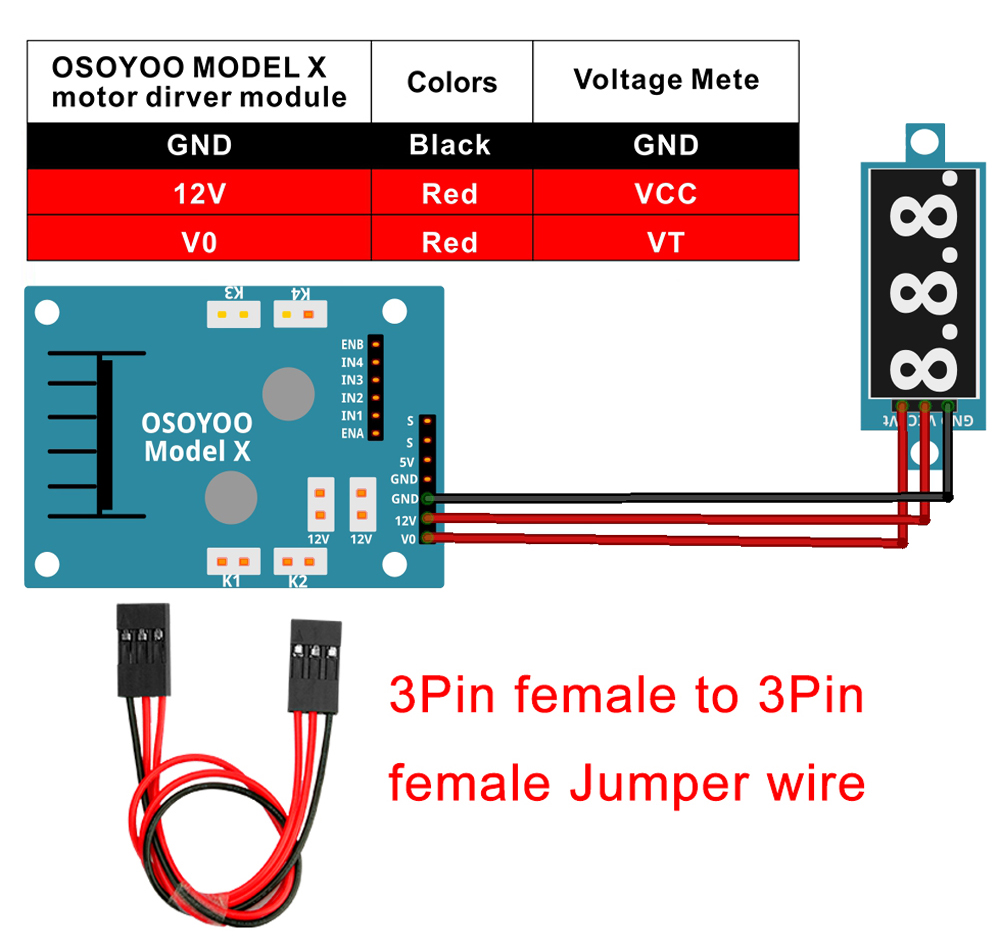 OSOYOO MODEL X
motor dirver module
Colors
Voltage Mete
GND
Black
GND
12V
Red
VCC
V0
Red
VT
8.8.8.
K3
K4
ENB
IN4
IN3
IN2
IN1
ENA
OSOYOO
Model X
S
S
5V
GND
GND
12V
V0
12V
12V
K1
K2
GND VCC Vt
3Pin female to 3Pin
female Jumper wire